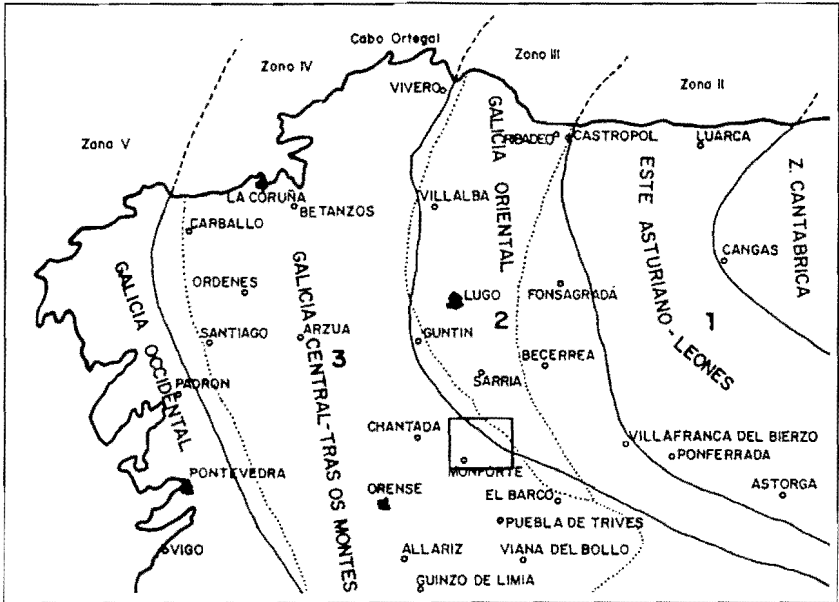 Cabo Ortegal
Zona III
Zona IV
Zona II
VIVERO
Zona V
GALICIA ORIENTAL
RIBADEO
CASTROPOL
LUARCA
ESTE ASTURIANO-LEONES
Z. CANTABRICA
LA CORUÑA
BETANZOS
VILLALBA
CARBALLO
CANGAS
GALICIA OCCIDENTAL
ORDENES
GALICIA CENTRAL-TRAS OS MONTES
LUGO
FONSAGRADA
2
1
SANTIAGO
ARZUA
3
GUNTIN
BECERREA
SARRIA
PADRON
CHANTADA
VILLAFRANCA DEL BIERZO
MONFORTE
PONFERRADA
PONTEVEDRA
ORENSE
EL BARCO
ASTORGA
PUEBLA DE TRIVES
VIGO
ALLARIZ
VIANA DEL BOLLO
GUINZO DE LIMIA